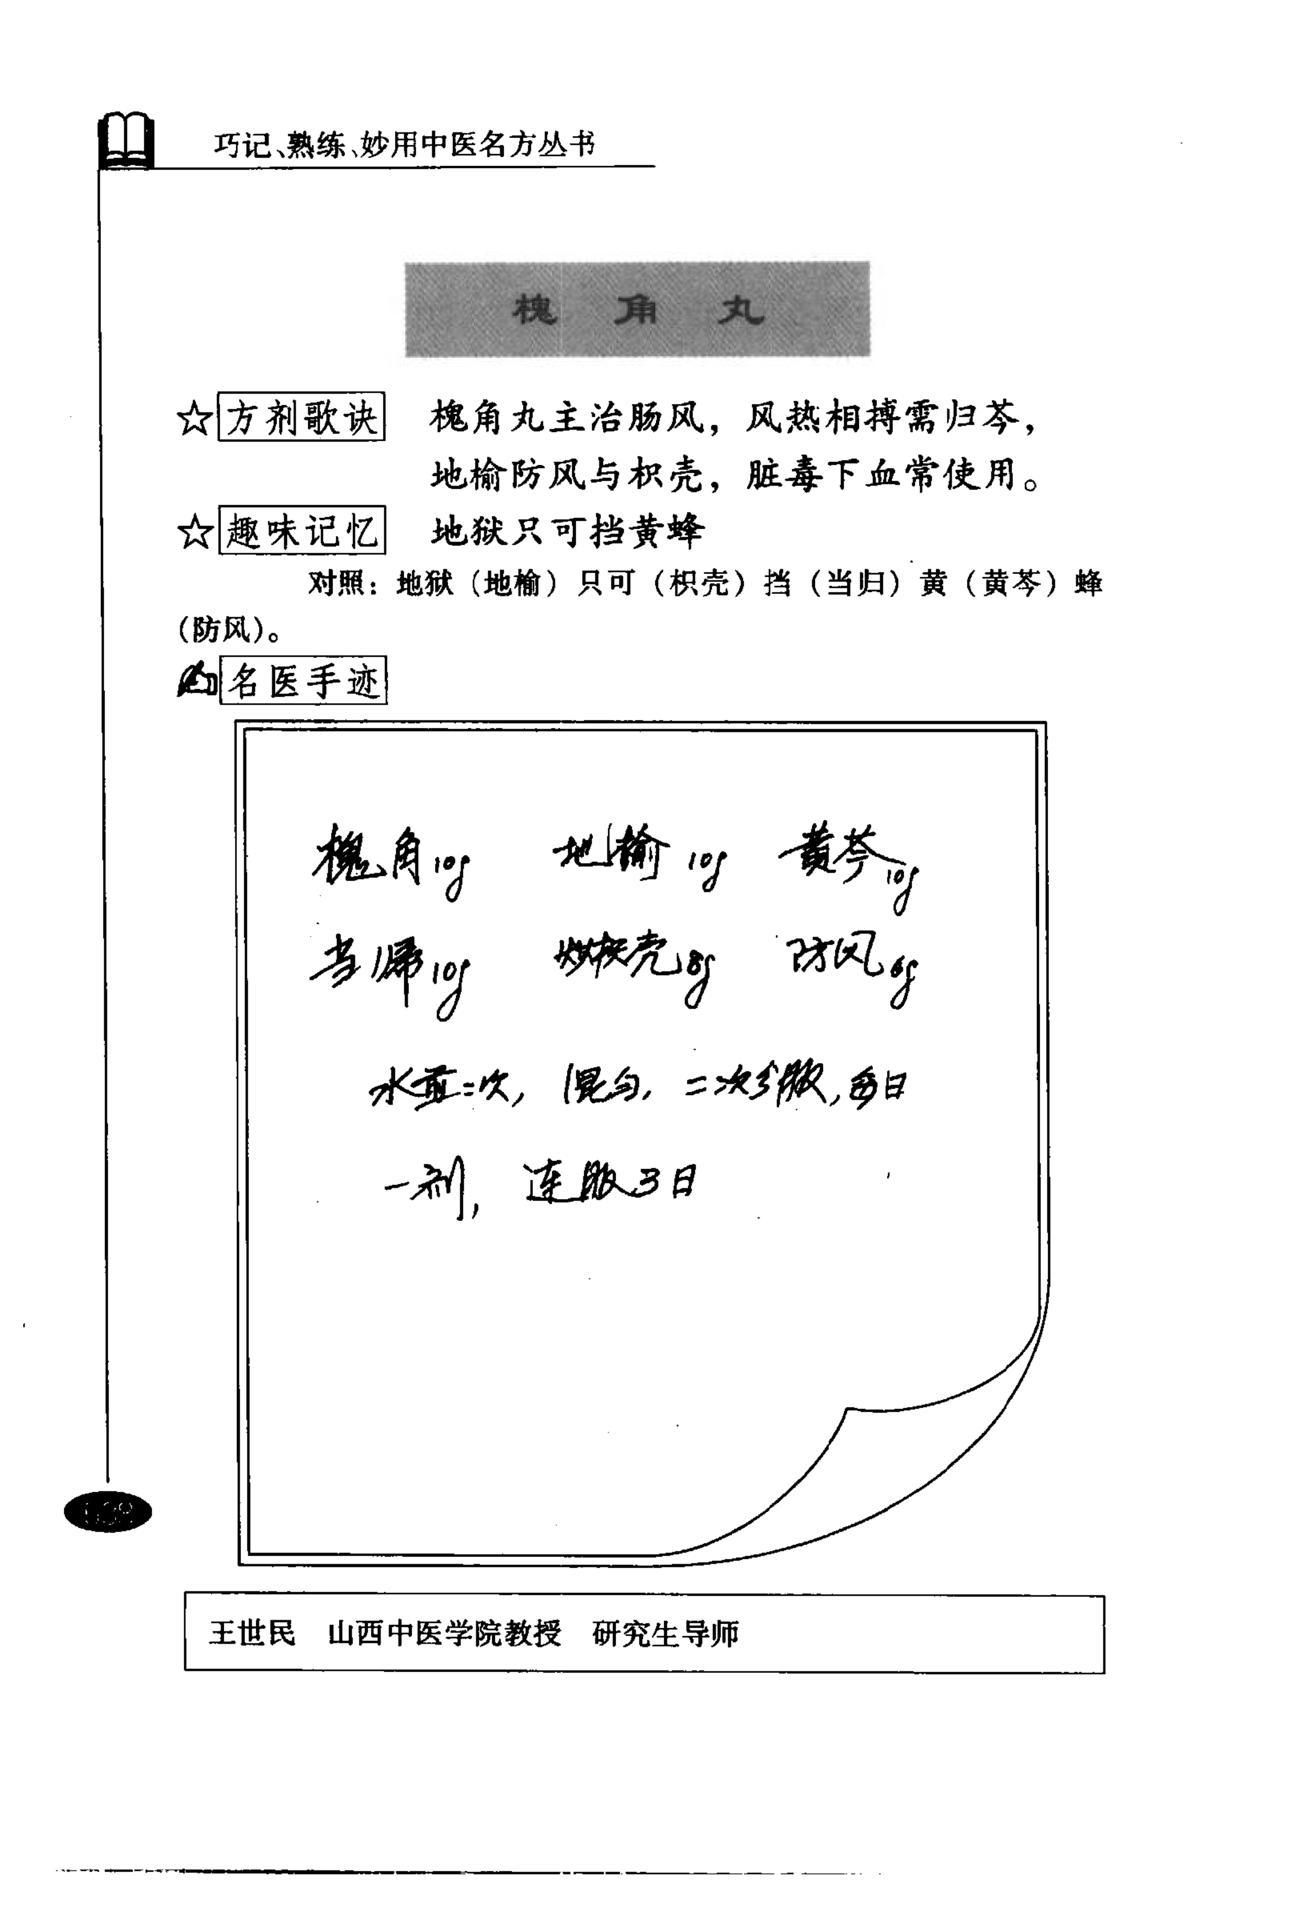 巧记、熟练、妙用中医名方丛书
槐角丸
☆方剂歌诀 槐角丸主治肠风，风热相搏需归芩，
地榆防风与枳壳，脏毒下血常使用。
☆趣味记忆 地狱只可挡黄蜂
对照：地狱（地榆）只可（枳壳）挡（当归）黄（黄芩）蜂
（防风）。
名医手迹
槐角10g 地榆10g 黄芩10g
当归10g 炒枳壳8g 防风6g
水煎二次，混匀，二次分服，每日
一剂，连服3日
王世民 山西中医学院教授 研究生导师